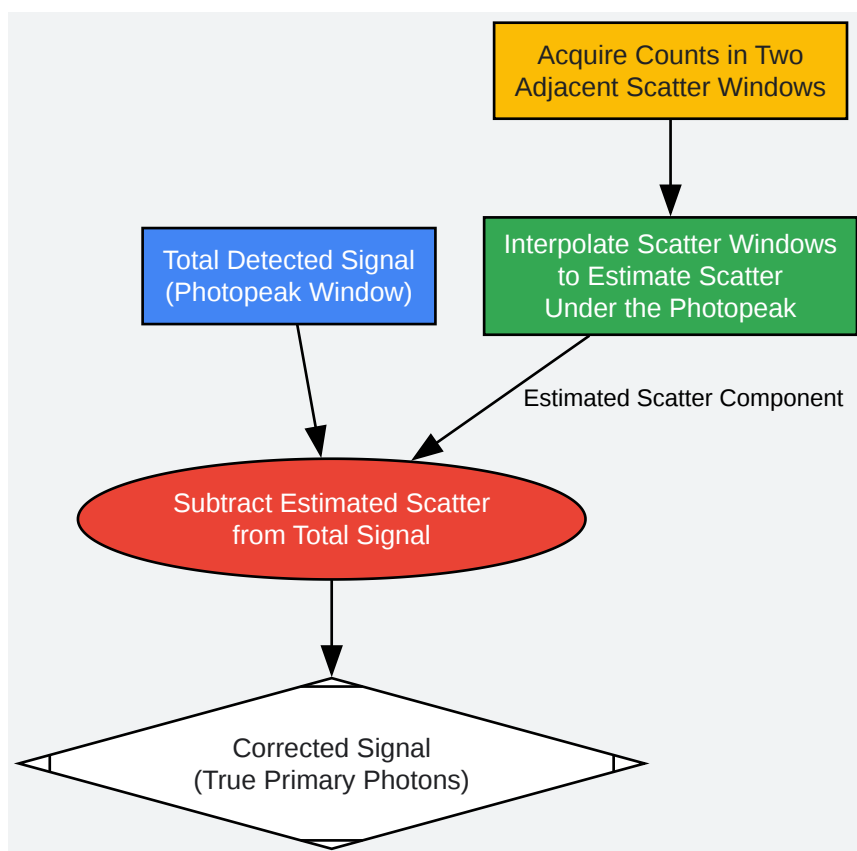 Acquire Counts in Two
Adjacent Scatter Windows
Total Detected Signal
(Photopeak Window)
Interpolate Scatter Windows
to Estimate Scatter
Under the Photopeak
Estimated Scatter Component
Subtract Estimated Scatter
from Total Signal
Corrected Signal
(True Primary Photons)